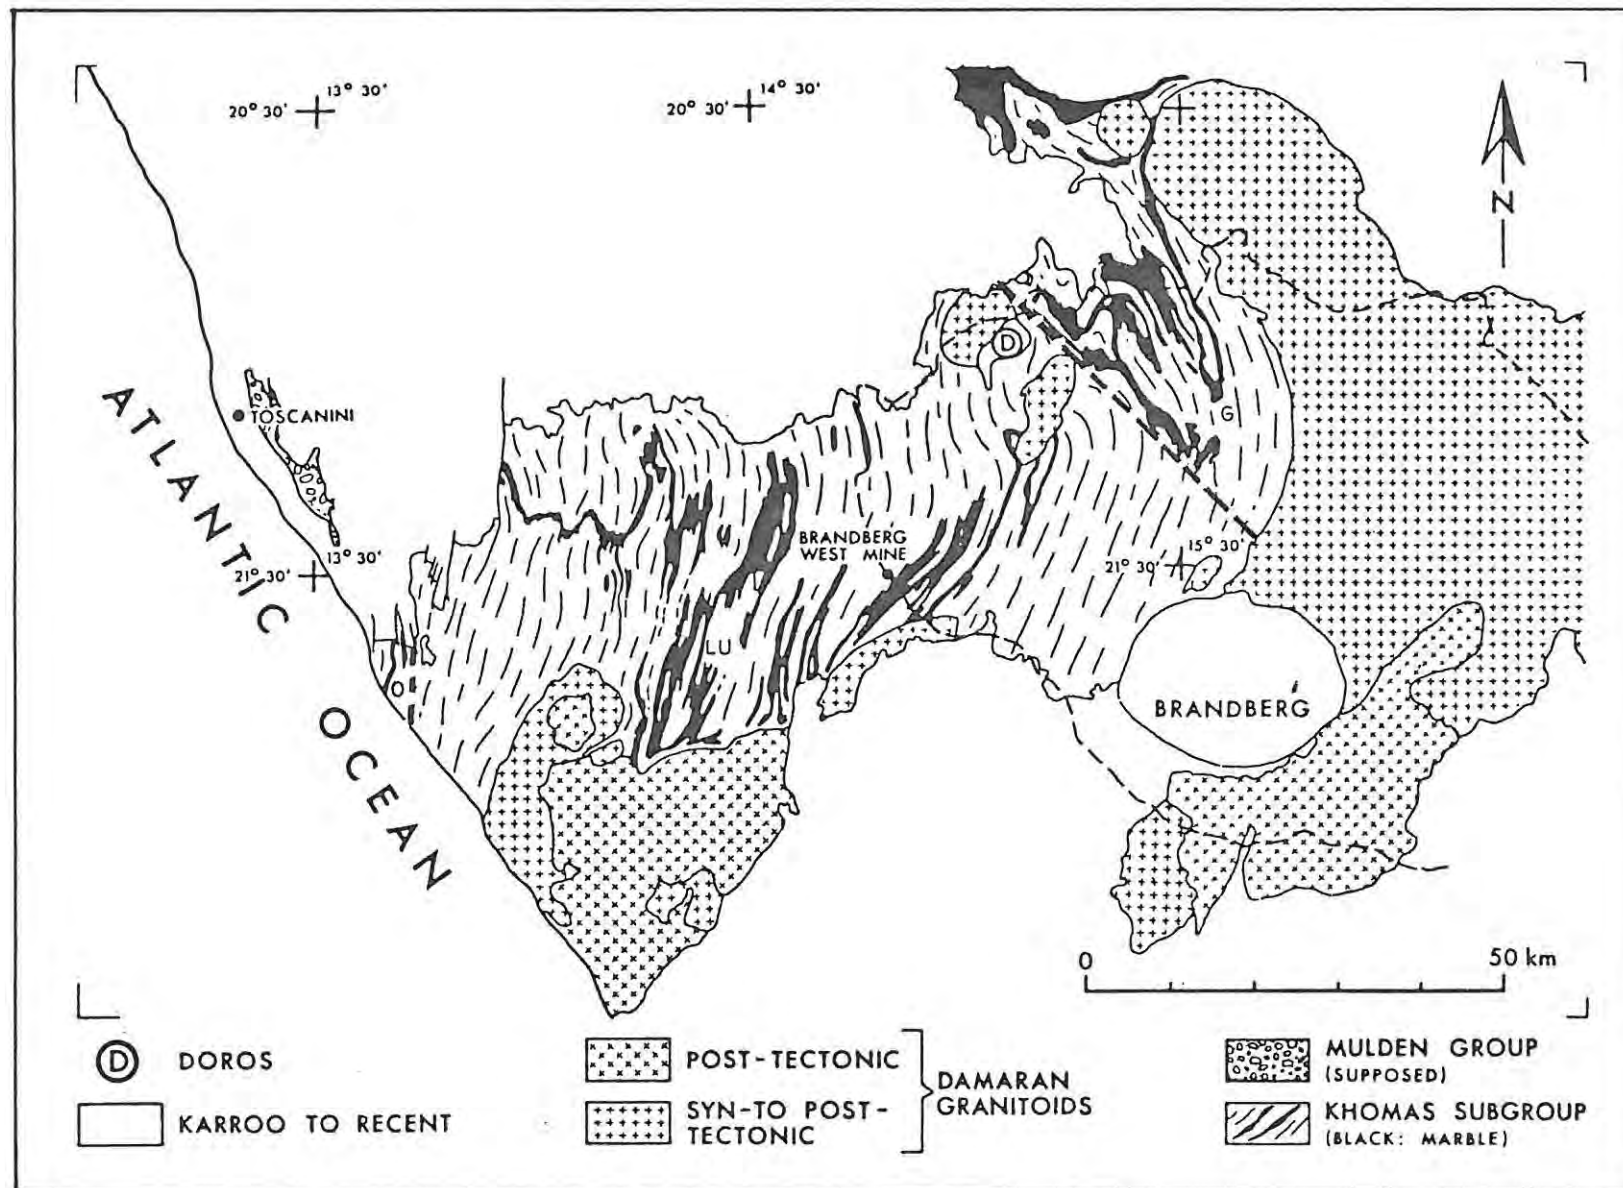 20° 30' 13° 30'
20° 30' 14° 30'
N
D
TOSCANINI
G
BRANDBERG
WEST MINE
13° 30'
21° 30'
15° 30'
21° 30'
ATLANTIC OCEAN
LU
O
BRANDBERG
0 50 km
D DOROS
KARROO TO RECENT
POST-TECTONIC
SYN-TO POST-
TECTONIC
DAMARAN
GRANITOIDS
MULDEN GROUP
(SUPPOSED)
KHOMAS SUBGROUP
(BLACK: MARBLE)